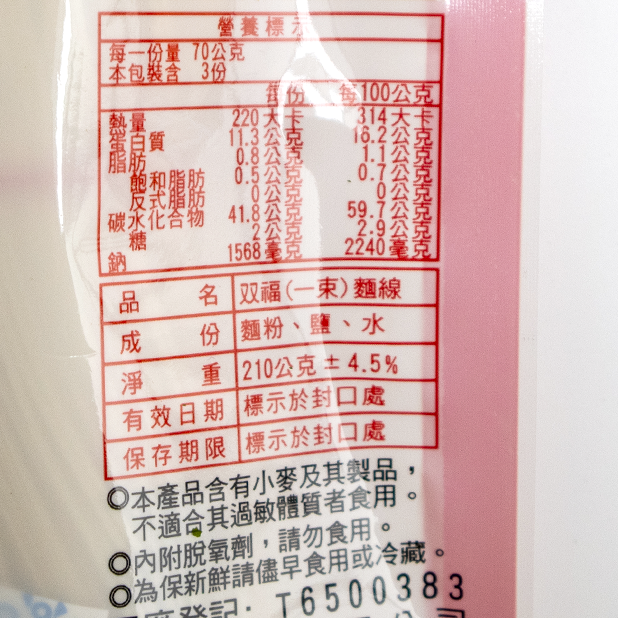 營養標示
每一份量 70公克
本包裝含 3份
每份 每100公克
熱量 220大卡 314大卡
蛋白質 11.3公克 16.2公克
脂肪 0.8公克 1.1公克
飽和脂肪 0.5公克 0.7公克
反式脂肪 0公克 0公克
碳水化合物 41.8公克 59.7公克
糖 2公克 2.9公克
鈉 1568毫克 2240毫克
品名 双福(一束)麵線
成份 麵粉、鹽、水
淨重 210公克±4.5%
有效日期 標示於封口處
保存期限 標示於封口處
◎本產品含有小麥及其製品，
不適合其過敏體質者食用。
◎內附脫氧劑，請勿食用。
◎為保新鮮請儘早食用或冷藏。
登記: T6500383
公司